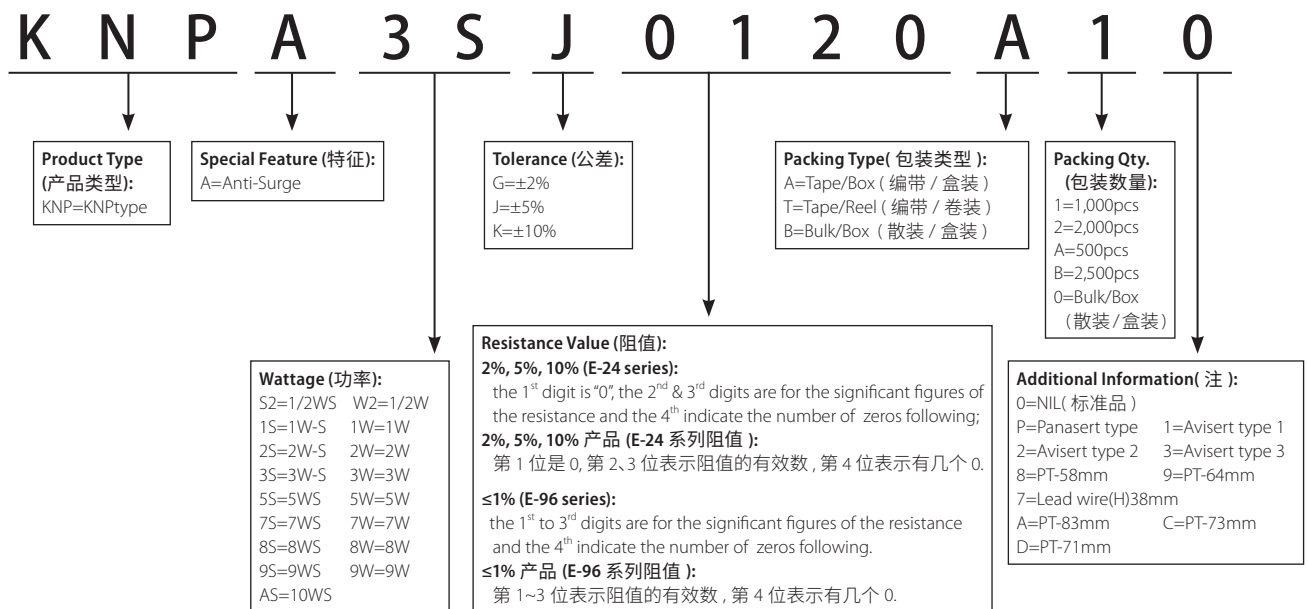 K N P A 3 S J 0 1 2 0 A 1 0
Product Type
(产品类型):
KNP=KNPtype
Special Feature (特征):
A=Anti-Surge
Tolerance (公差):
G=±2%
J=±5%
K=±10%
Packing Type( 包装类型 ):
A=Tape/Box ( 编带 / 盒装 )
T=Tape/Reel ( 编带 / 卷装 )
B=Bulk/Box ( 散装 / 盒装 )
Packing Qty.
(包装数量):
1=1,000pcs
2=2,000pcs
A=500pcs
B=2,500pcs
0=Bulk/Box
(散装/盒装)
Wattage (功率):
S2=1/2WS W2=1/2W
1S=1W-S 1W=1W
2S=2W-S 2W=2W
3S=3W-S 3W=3W
5S=5WS 5W=5W
7S=7WS 7W=7W
8S=8WS 8W=8W
9S=9WS 9W=9W
AS=10WS
Resistance Value (阻值):
2%, 5%, 10% (E-24 series):
the 1st digit is “0”, the 2nd & 3rd digits are for the significant figures of
the resistance and the 4th indicate the number of zeros following;
2%, 5%, 10% 产品 (E-24 系列阻值 ):
第 1 位是 0, 第 2、3 位表示阻值的有效数 , 第 4 位表示有几个 0.
≤1% (E-96 series):
the 1st to 3rd digits are for the significant figures of the resistance
and the 4th indicate the number of zeros following.
≤1% 产品 (E-96 系列阻值 ):
第 1~3 位表示阻值的有效数 , 第 4 位表示有几个 0.
Additional Information( 注 ):
0=NIL( 标准品 )
P=Panasert type 1=Avisert type 1
2=Avisert type 2 3=Avisert type 3
8=PT-58mm 9=PT-64mm
7=Lead wire(H)38mm
A=PT-83mm C=PT-73mm
D=PT-71mm